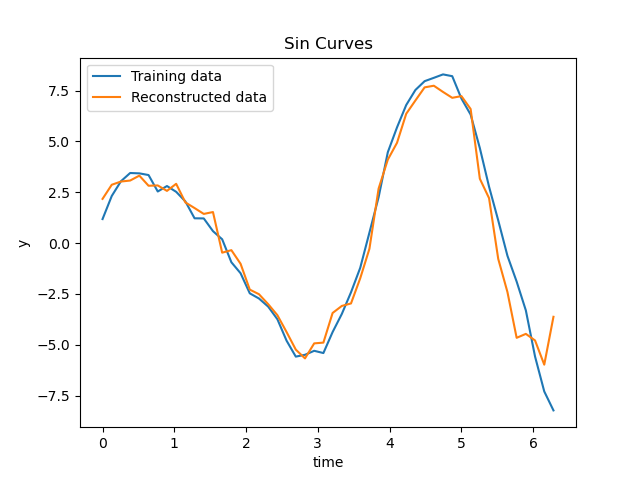 Sin Curves
Training data
Reconstructed data
7.5
5.0
2.5
0.0
−2.5
−5.0
−7.5
y
0 1 2 3 4 5 6
time